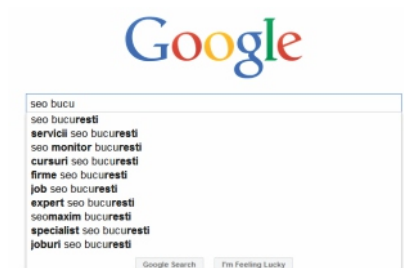 Google
seo bucu
seo bucuresti
servicii seo bucuresti
seo monitor bucuresti
cursuri seo bucuresti
firme seo bucuresti
job seo bucuresti
expert seo bucuresti
seomaxim bucuresti
specialist seo bucuresti
joburi seo bucuresti
Google Search I'm Feeling Lucky